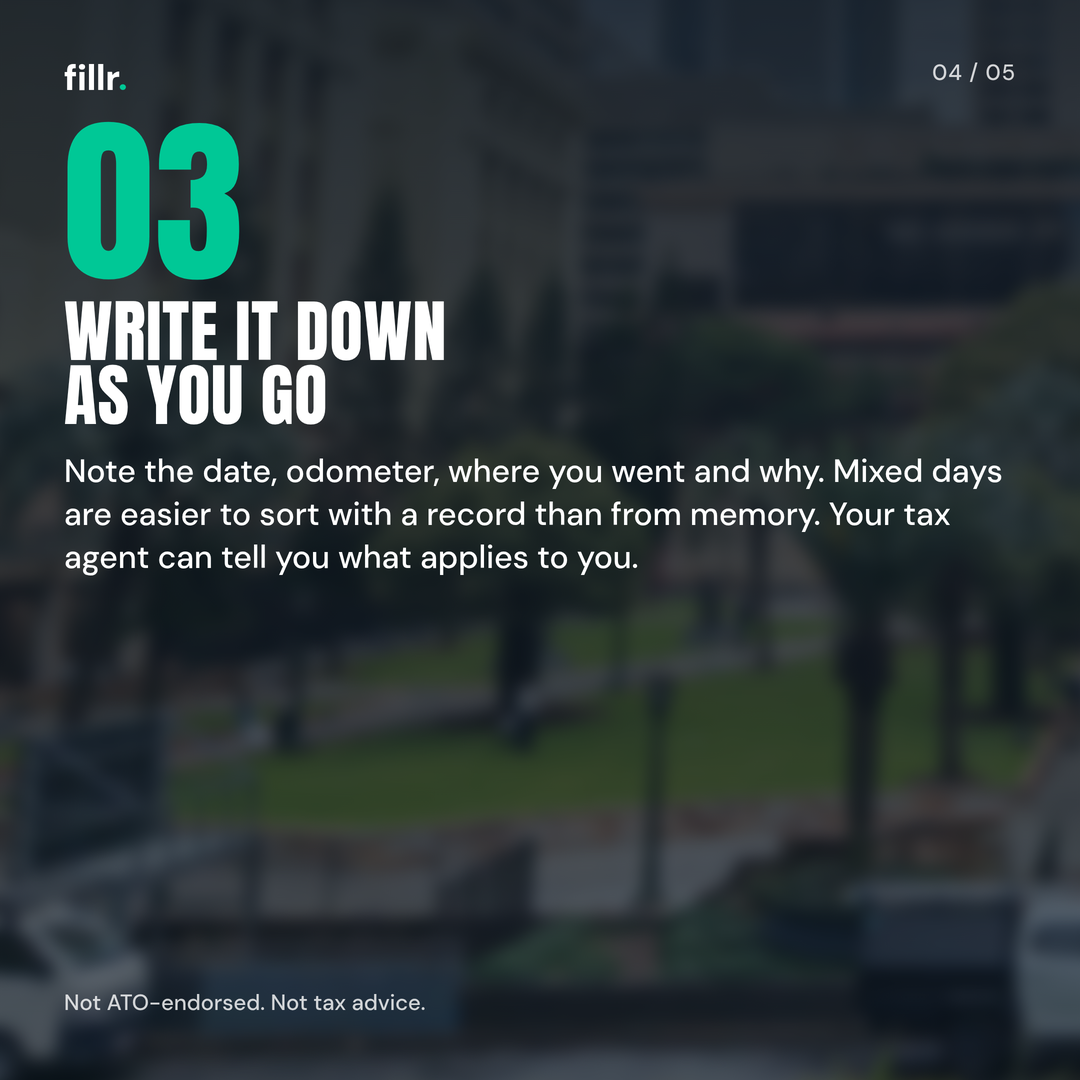 fillr.
04 / 05
03
WRITE IT DOWN
AS YOU GO
Note the date, odometer, where you went and why. Mixed days
are easier to sort with a record than from memory. Your tax
agent can tell you what applies to you.
Not ATO-endorsed. Not tax advice.